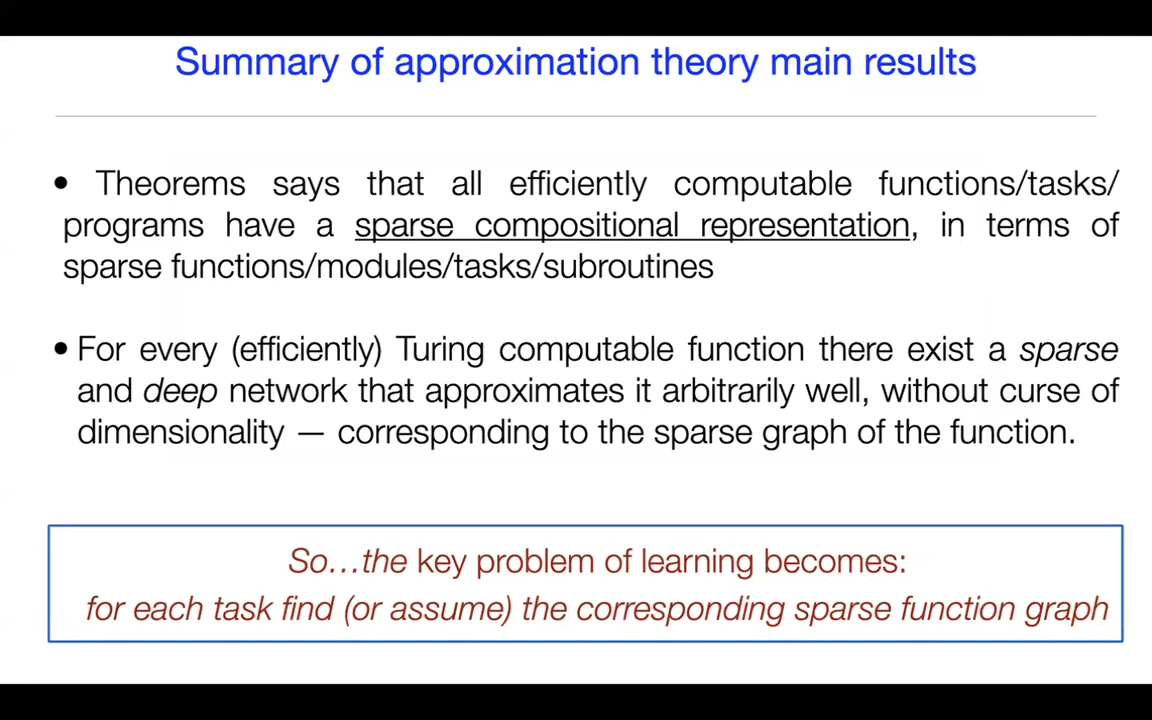 Summary of approximation theory main results
• Theorems says that all efficiently computable functions/tasks/
programs have a sparse compositional representation, in terms of
sparse functions/modules/tasks/subroutines
• For every (efficiently) Turing computable function there exist a sparse
and deep network that approximates it arbitrarily well, without curse of
dimensionality — corresponding to the sparse graph of the function.
So…the key problem of learning becomes:
for each task find (or assume) the corresponding sparse function graph